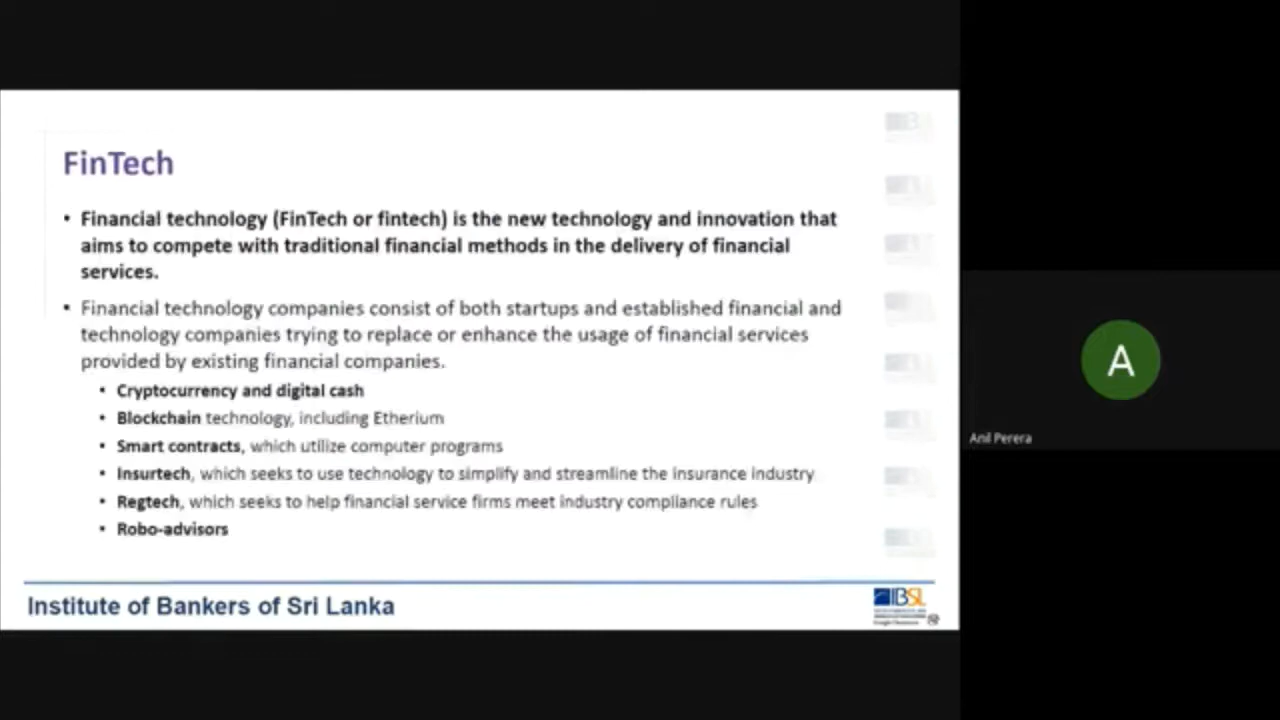 FinTech
• Financial technology (FinTech or fintech) is the new technology and innovation that
aims to compete with traditional financial methods in the delivery of financial
services.
• Financial technology companies consist of both startups and established financial and
technology companies trying to replace or enhance the usage of financial services
provided by existing financial companies.
• Cryptocurrency and digital cash
• Blockchain technology, including Etherium
• Smart contracts, which utilize computer programs
• Insurtech, which seeks to use technology to simplify and streamline the insurance industry
• Regtech, which seeks to help financial service firms meet industry compliance rules
• Robo-advisors
Institute of Bankers of Sri Lanka
IBSL
A
Anil Perera